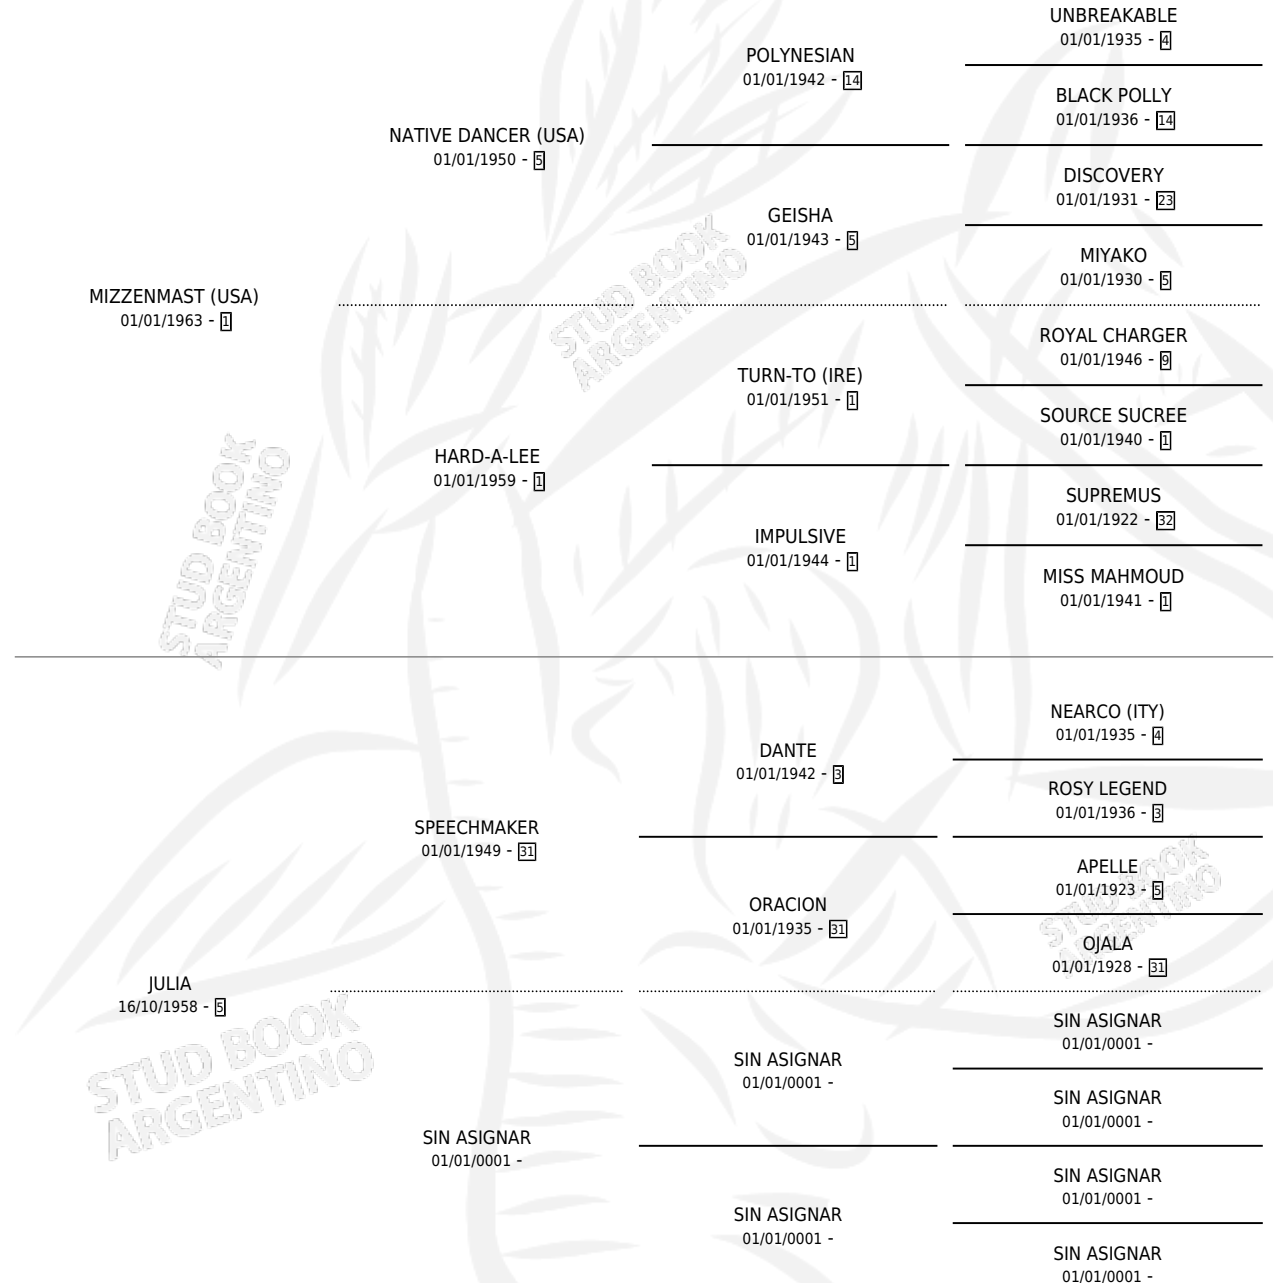 UNBREAKABLE
01/01/1935 - 4
POLYNESIAN
01/01/1942 - 14
BLACK POLLY
01/01/1936 - 14
NATIVE DANCER (USA)
01/01/1950 - 5
DISCOVERY
01/01/1931 - 23
GEISHA
01/01/1943 - 5
MIYAKO
01/01/1930 - 5
MIZZENMAST (USA)
01/01/1963 - 1
ROYAL CHARGER
01/01/1946 - 9
TURN-TO (IRE)
01/01/1951 - 1
SOURCE SUCREE
01/01/1940 - 1
HARD-A-LEE
01/01/1959 - 1
SUPREMUS
01/01/1922 - 32
IMPULSIVE
01/01/1944 - 1
MISS MAHMOUD
01/01/1941 - 1
NEARCO (ITY)
01/01/1935 - 4
DANTE
01/01/1942 - 3
ROSY LEGEND
01/01/1936 - 3
SPEECHMAKER
01/01/1949 - 31
APELLE
01/01/1923 - 5
ORACION
01/01/1935 - 31
OJALA
01/01/1928 - 31
JULIA
16/10/1958 - 5
SIN ASIGNAR
01/01/0001 -
SIN ASIGNAR
01/01/0001 -
SIN ASIGNAR
01/01/0001 -
SIN ASIGNAR
01/01/0001 -
SIN ASIGNAR
01/01/0001 -
SIN ASIGNAR
01/01/0001 -
SIN ASIGNAR
01/01/0001 -
STUD BOOK
ARGENTINO
STUD BOOK
ARGENTINO
STUD BOOK
ARGENTINO
STUD BOOK
ARGENTINO